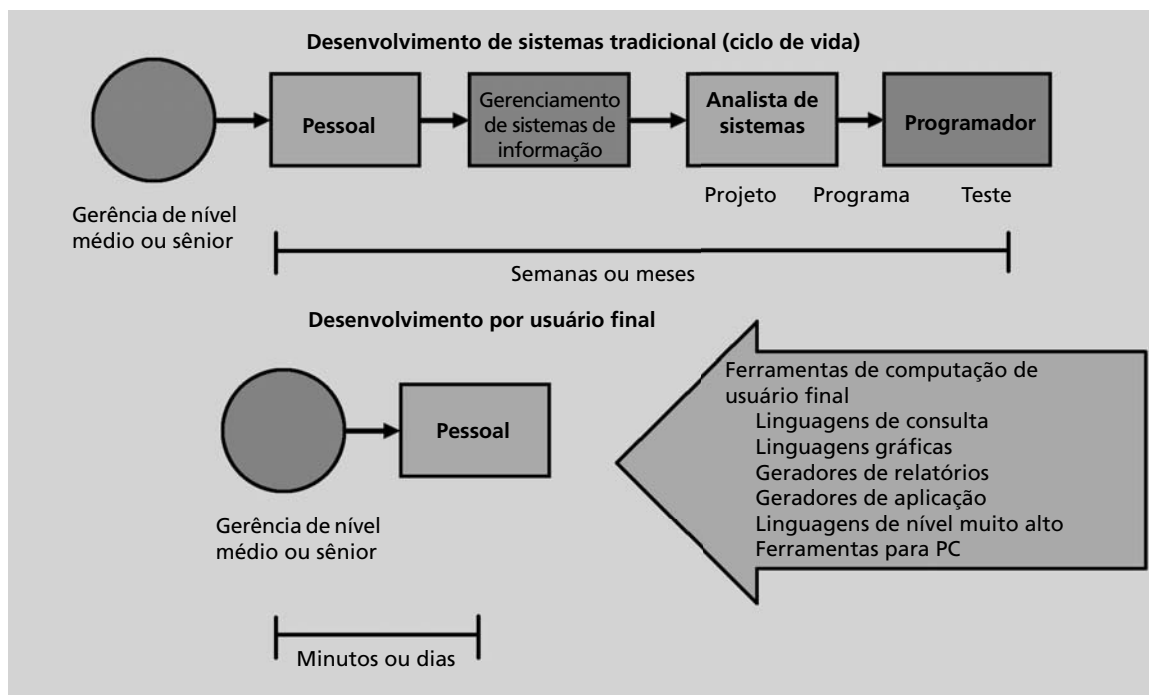 Desenvolvimento de sistemas tradicional (ciclo de vida)
Pessoal
Gerenciamento
de sistemas de
informação
Analista de
sistemas
Programador
Projeto
Programa
Teste
Gerência de nível
médio ou sênior
Semanas ou meses
Desenvolvimento por usuário final
Pessoal
Gerência de nível
médio ou sênior
Ferramentas de computação de
usuário final
Linguagens de consulta
Linguagens gráficas
Geradores de relatórios
Geradores de aplicação
Linguagens de nível muito alto
Ferramentas para PC
Minutos ou dias